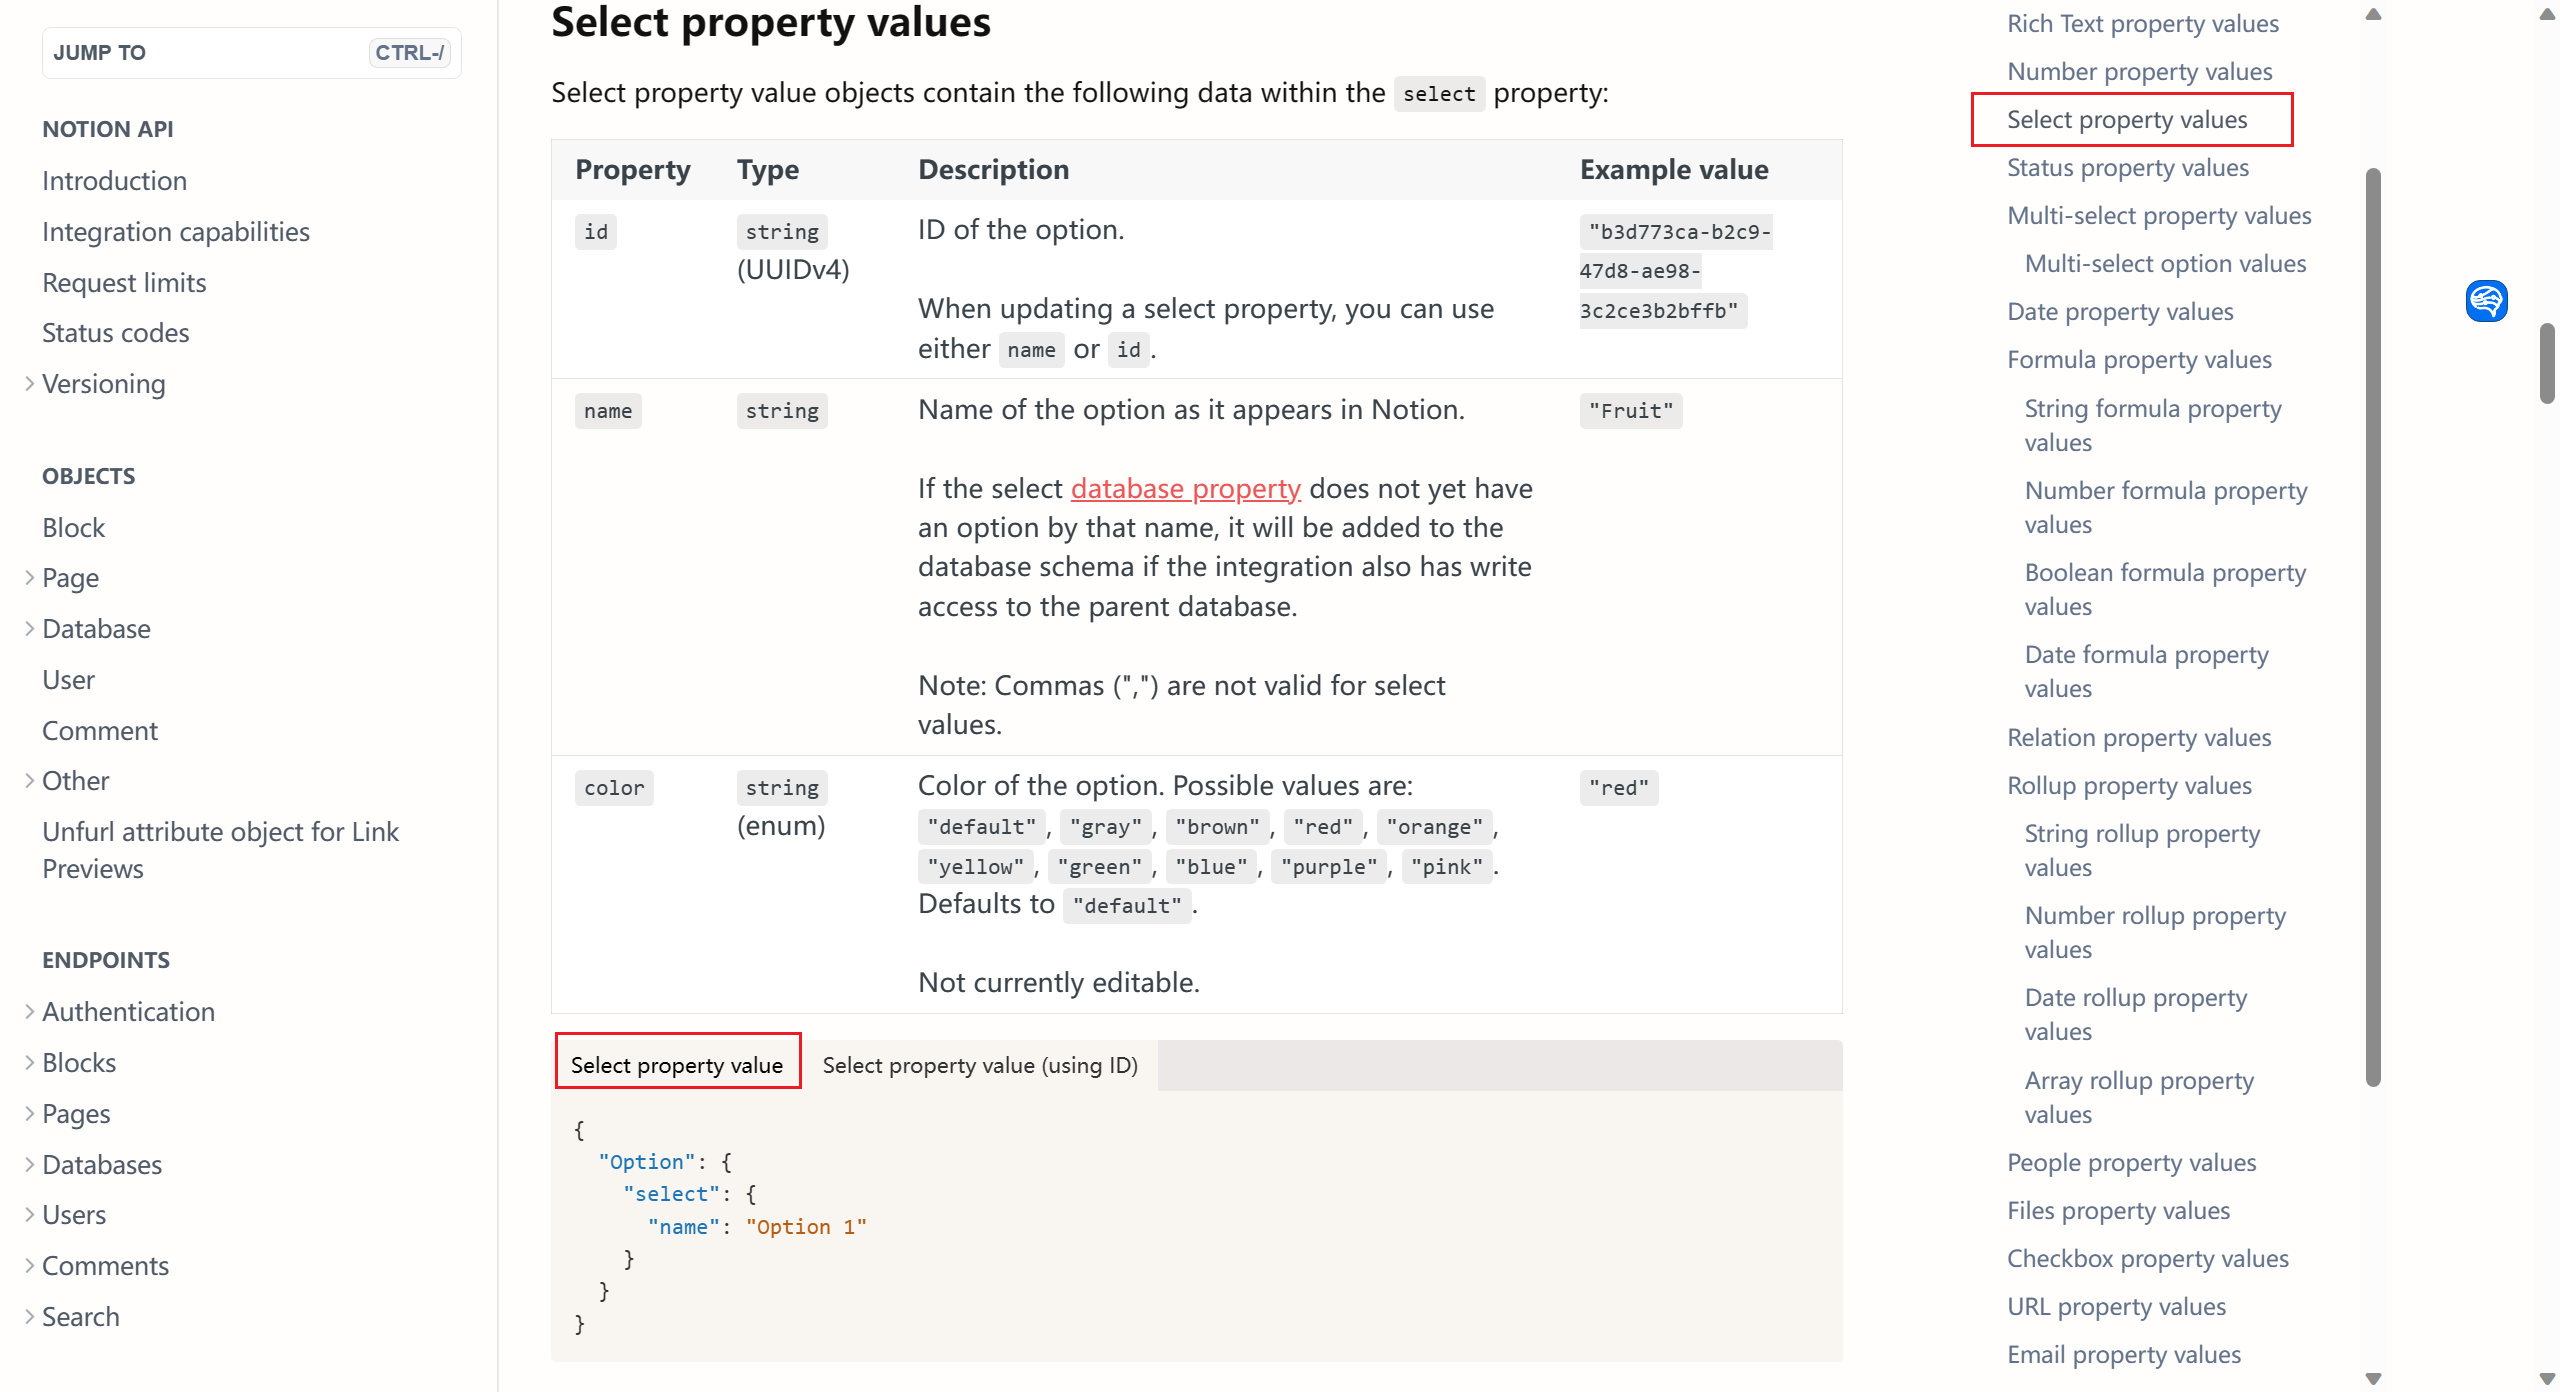 JUMP TO
CTRL-/
NOTION API
Introduction
Integration capabilities
Request limits
Status codes
Versioning
OBJECTS
Block
Page
Database
User
Comment
Other
Unfurl attribute object for Link
Previews
ENDPOINTS
Authentication
Blocks
Pages
Databases
Users
Comments
Search
Select property values
Select property value objects contain the following data within the select property:
Property Type Description Example value
id
string
(UUIDv4)
ID of the option.
When updating a select property, you can use
either name or id.
"b3d773ca-b2c9-
47d8-ae98-
3c2ce3b2bffb"
name
string
Name of the option as it appears in Notion.
If the select database property does not yet have
an option by that name, it will be added to the
database schema if the integration also has write
access to the parent database.
Note: Commas (",") are not valid for select
values.
"Fruit"
color
string
(enum)
Color of the option. Possible values are:
"default", "gray", "brown", "red", "orange",
"yellow", "green", "blue", "purple", "pink".
Defaults to "default".
Not currently editable.
"red"
Select property value
Select property value (using ID)
{
"Option": {
"select": {
"name": "Option 1"
}
}
}
Rich Text property values
Number property values
Select property values
Status property values
Multi-select property values
Multi-select option values
Date property values
Formula property values
String formula property
values
Number formula property
values
Boolean formula property
values
Date formula property
values
Relation property values
Rollup property values
String rollup property
values
Number rollup property
values
Date rollup property
values
Array rollup property
values
People property values
Files property values
Checkbox property values
URL property values
Email property values